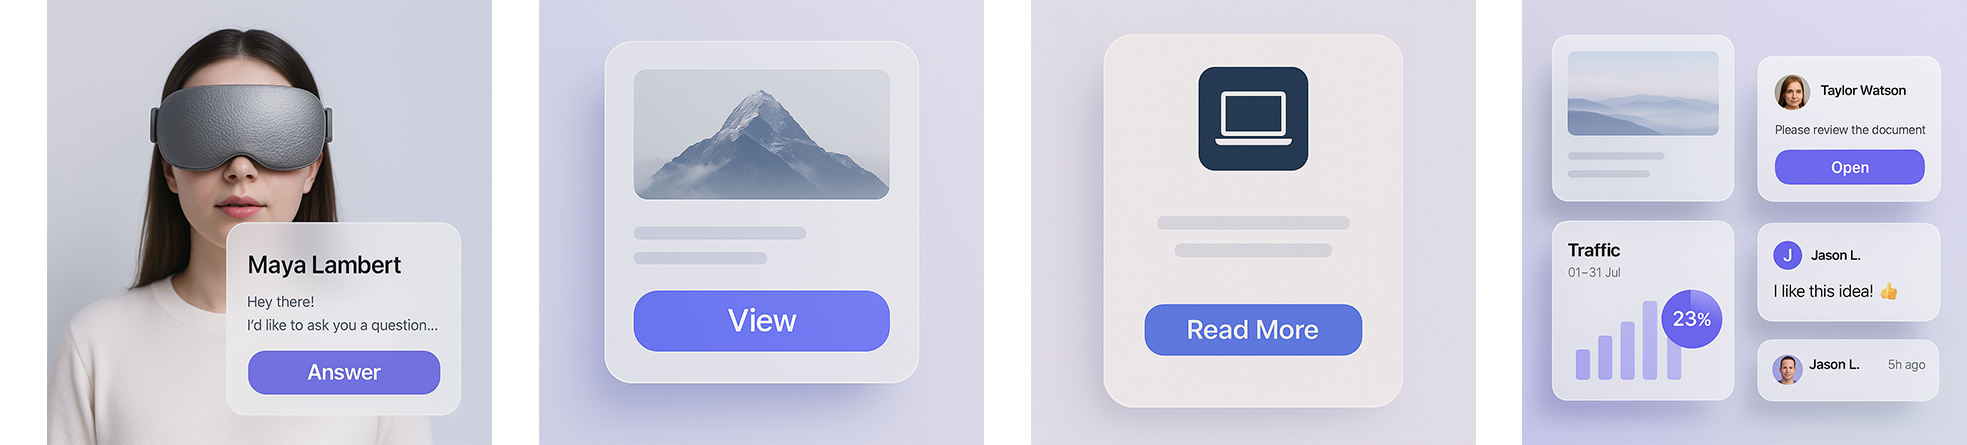 Maya Lambert
Hey there!
I'd like to ask you a question...
Answer
View
Read More
Taylor Watson
Please review the document
Open
Traffic
01–31 Jul
23%
J
Jason L.
I like this idea! 👍
Jason L.
5h ago